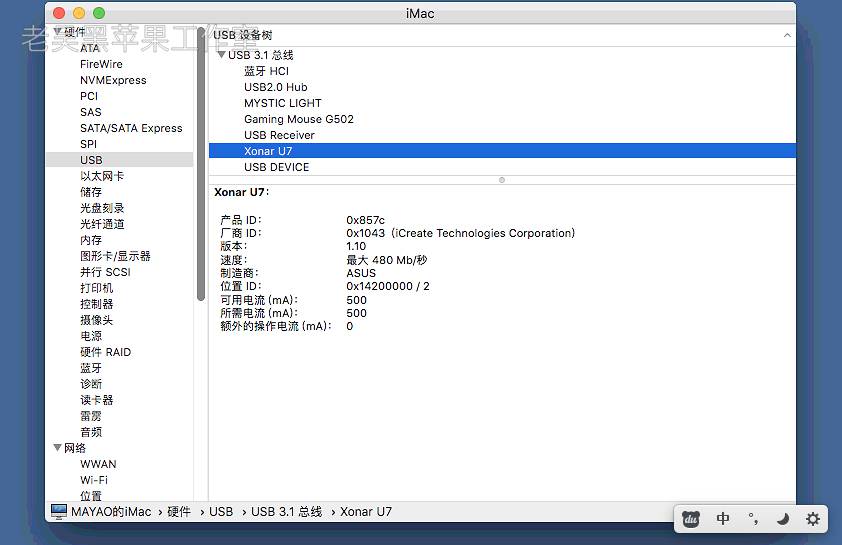 iMac
老吴黑苹果工作室
硬件
ATA
FireWire
NVMExpress
PCI
SAS
SATA/SATA Express
SPI
USB
以太网卡
储存
光盘刻录
光纤通道
内存
图形卡/显示器
并行 SCSI
打印机
控制器
摄像头
电源
硬件 RAID
蓝牙
诊断
读卡器
雷雳
音频
网络
WWAN
Wi-Fi
位置
USB 设备树
USB 3.1 总线
蓝牙 HCI
USB2.0 Hub
MYSTIC LIGHT
Gaming Mouse G502
USB Receiver
Xonar U7
USB DEVICE
Xonar U7：
产品 ID： 0x857c
厂商 ID： 0x1043（iCreate Technologies Corporation）
版本： 1.10
速度： 最大 480 Mb/秒
制造商： ASUS
位置 ID： 0x14200000 / 2
可用电流 (mA)： 500
所需电流 (mA)： 500
额外的操作电流 (mA)： 0
MAYAO的iMac › 硬件 › USB › USB 3.1 总线 › Xonar U7
du 中 °,